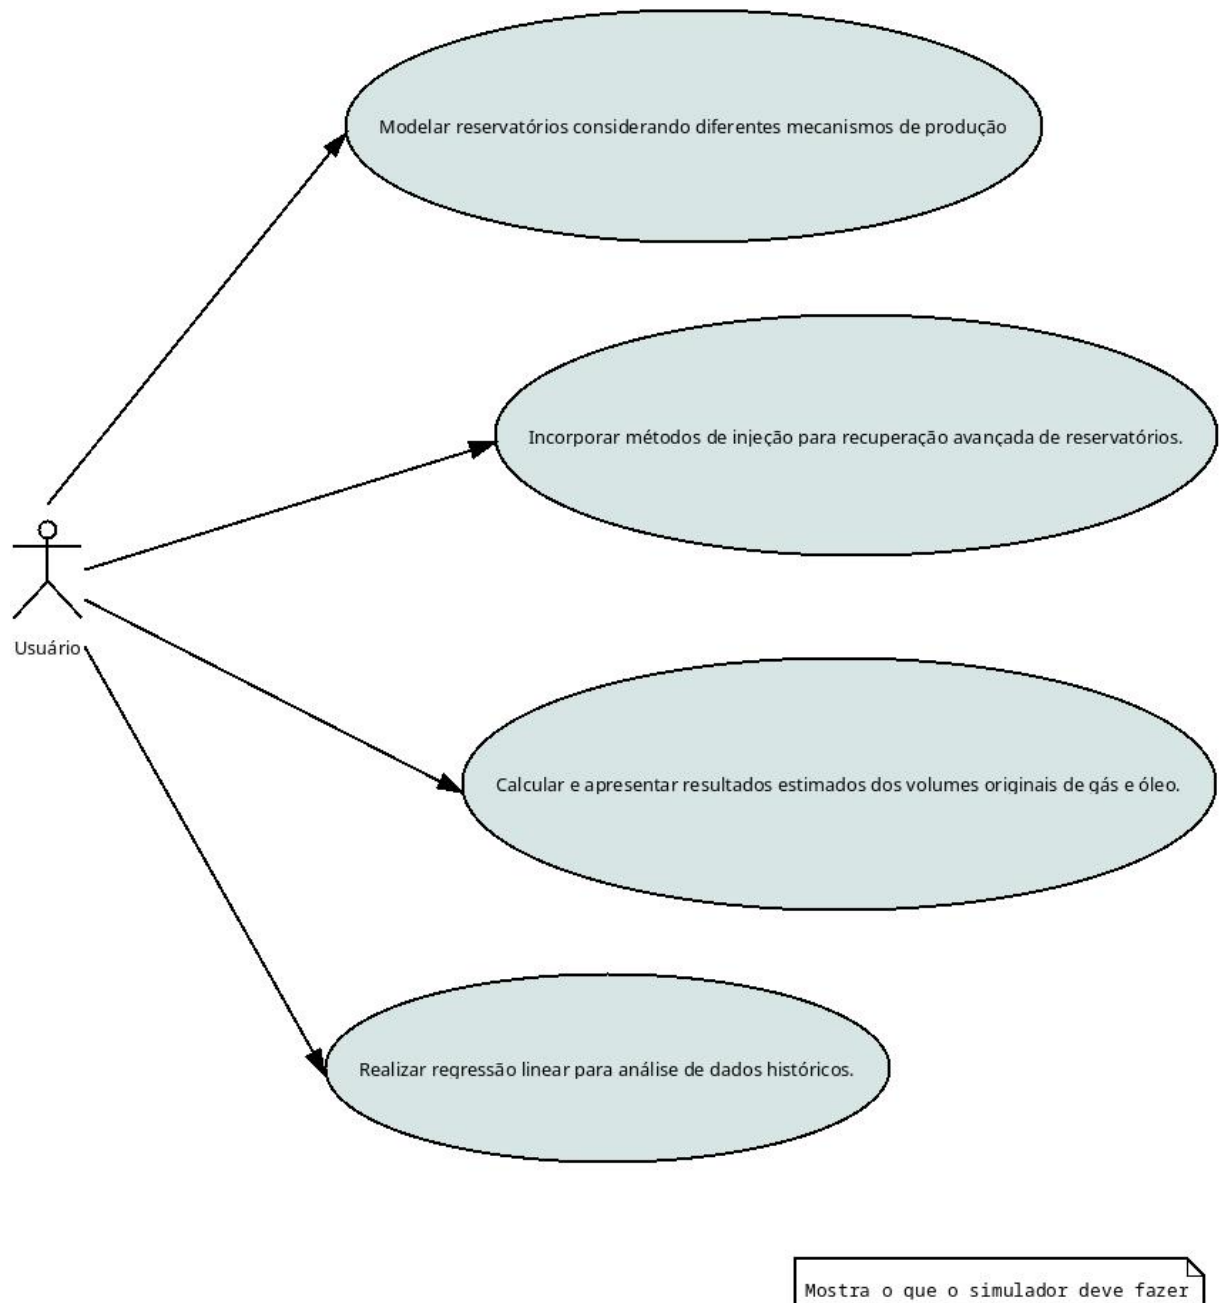 Modelar reservatórios considerando diferentes mecanismos de produção
Incorporar métodos de injeção para recuperação avançada de reservatórios.
Usuário
Calcular e apresentar resultados estimados dos volumes originais de gás e óleo.
Realizar regressão linear para análise de dados históricos.
Mostra o que o simulador deve fazer